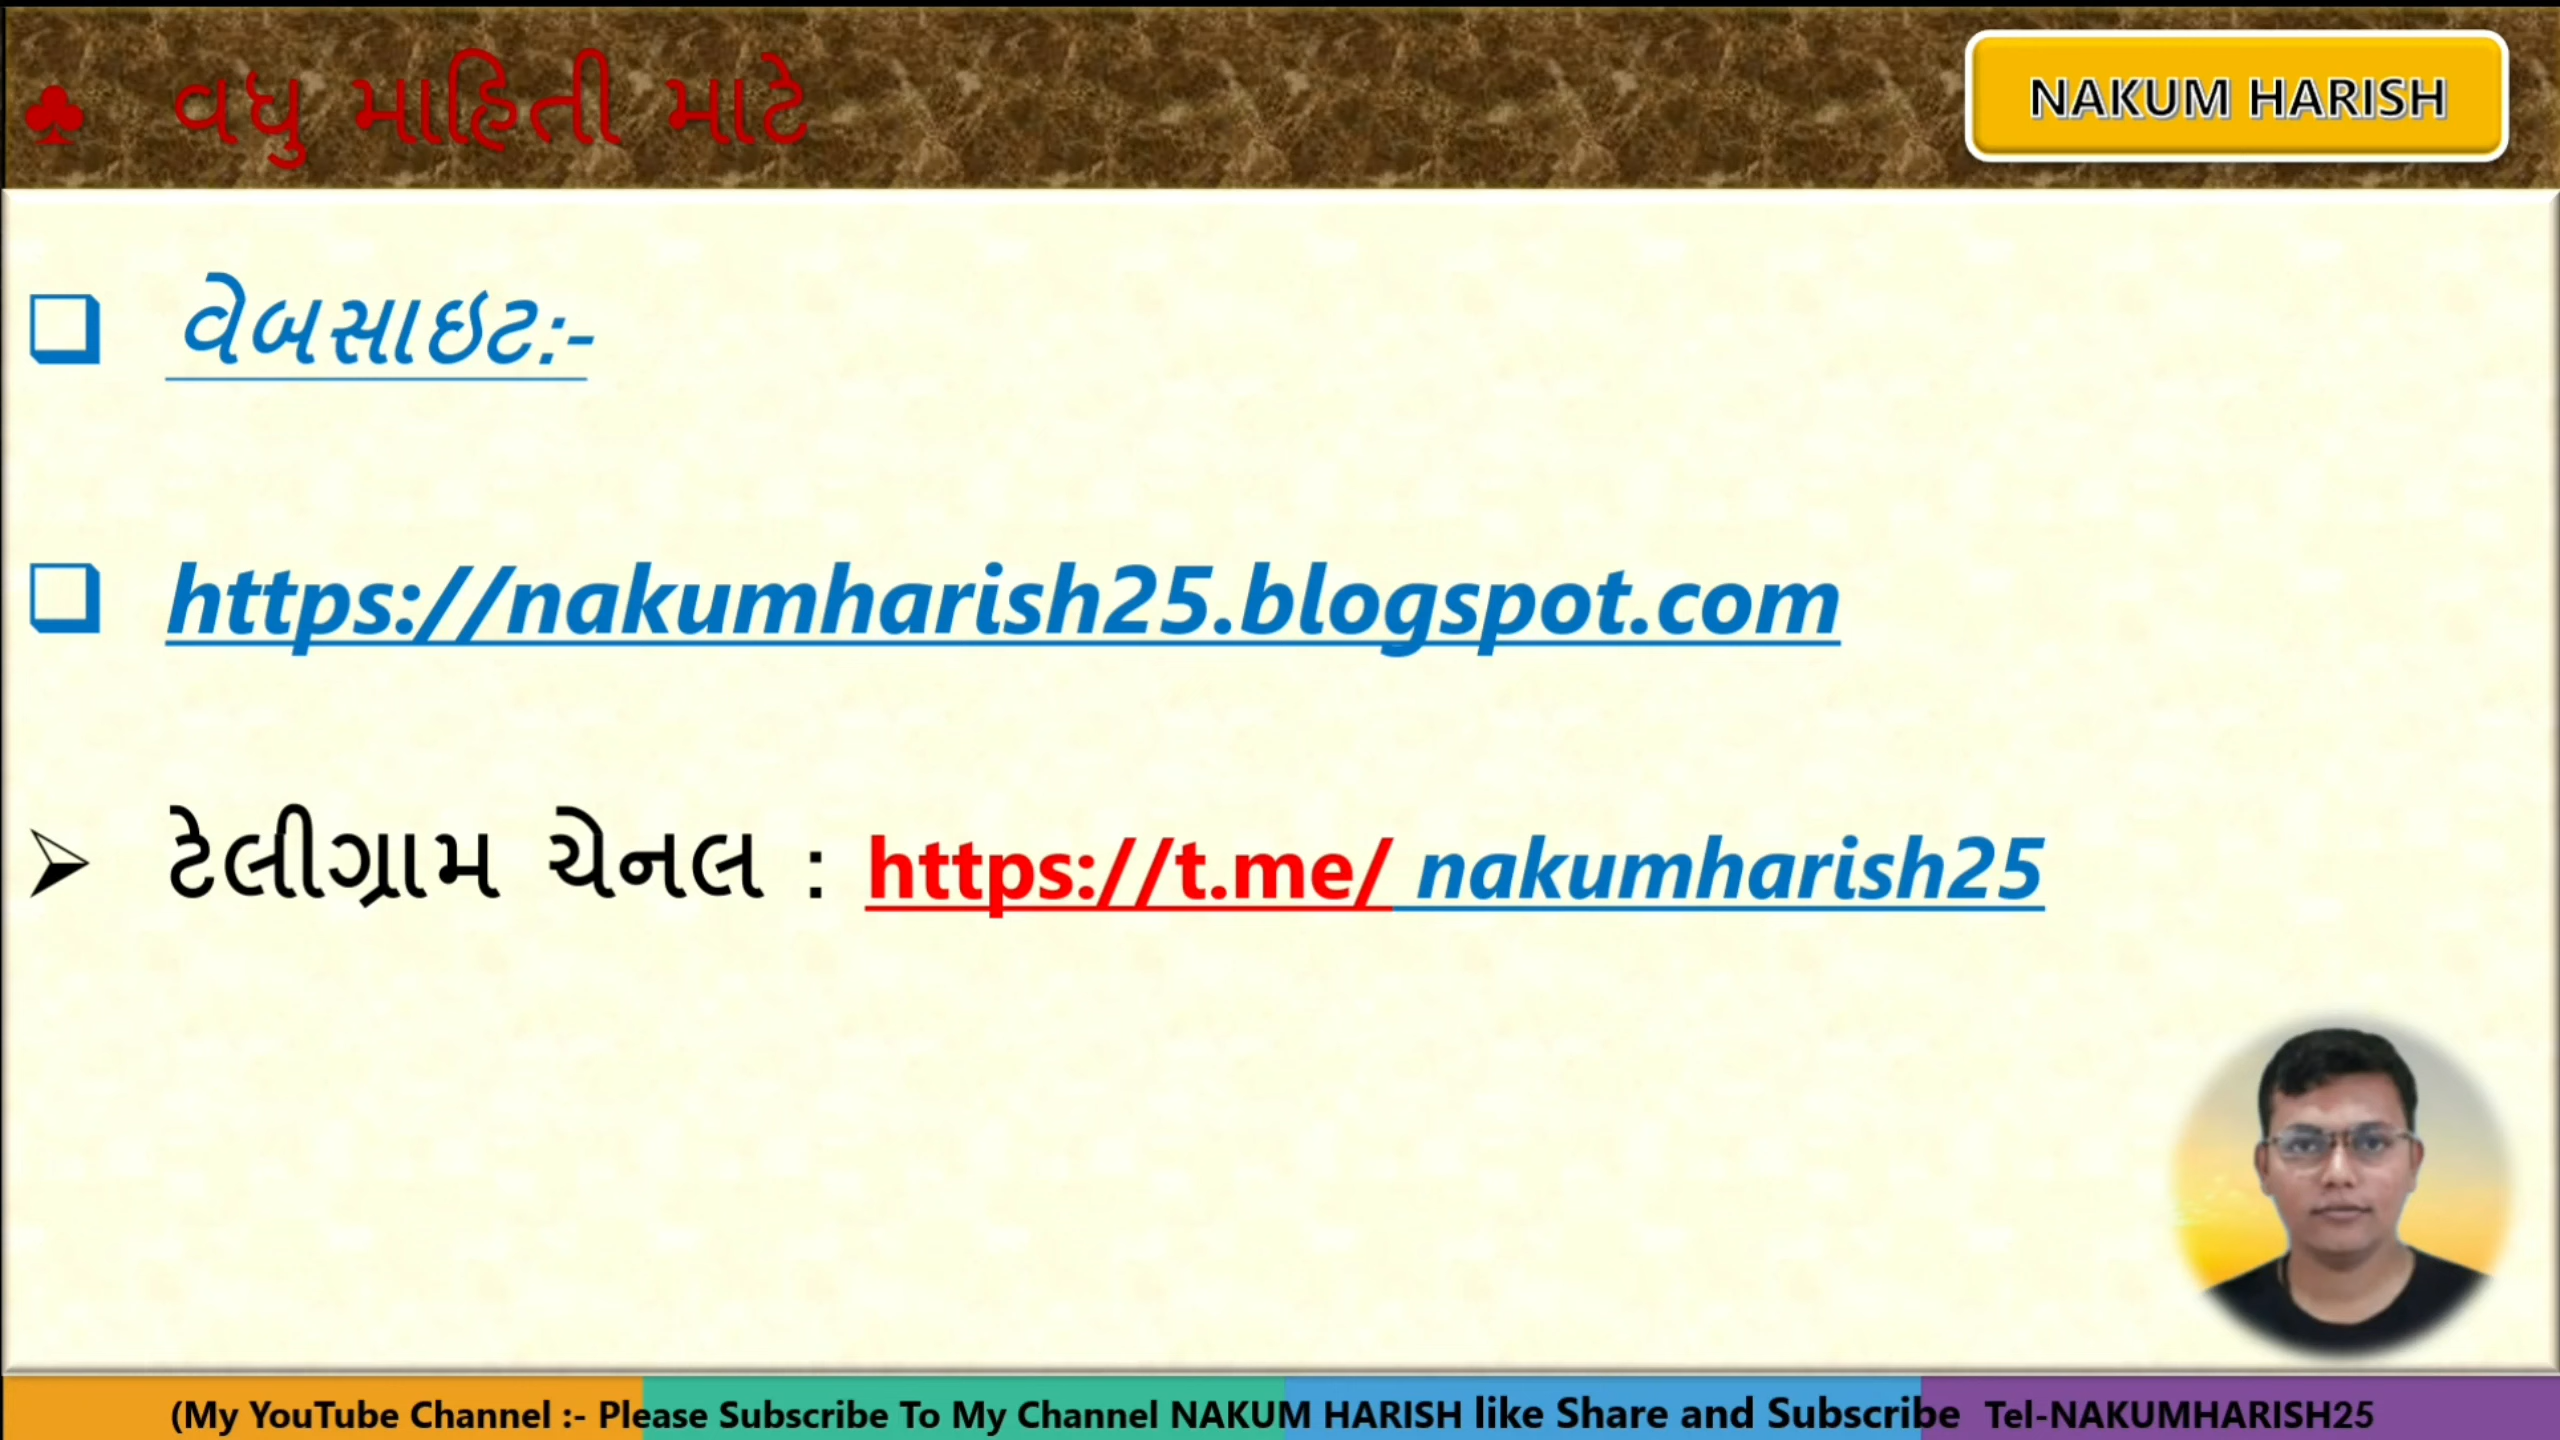 ♣ વધુ માહિતી માટે
NAKUM HARISH
❑ વેબસાઇટ:-
❑ https://nakumharish25.blogspot.com
➢ ટેલીગ્રામ ચેનલ : https://t.me/ nakumharish25
(My YouTube Channel :- Please Subscribe To My Channel NAKUM HARISH like Share and Subscribe Tel-NAKUMHARISH25